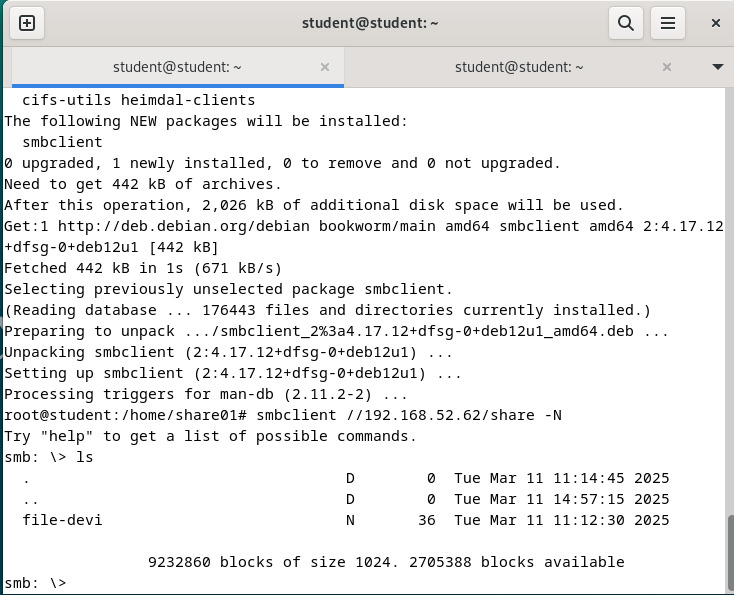 student@student: ~
student@student: ~
student@student: ~
  cifs-utils heimdal-clients
The following NEW packages will be installed:
  smbclient
0 upgraded, 1 newly installed, 0 to remove and 0 not upgraded.
Need to get 442 kB of archives.
After this operation, 2,026 kB of additional disk space will be used.
Get:1 http://deb.debian.org/debian bookworm/main amd64 smbclient amd64 2:4.17.12
+dfsg-0+deb12u1 [442 kB]
Fetched 442 kB in 1s (671 kB/s)
Selecting previously unselected package smbclient.
(Reading database ... 176443 files and directories currently installed.)
Preparing to unpack .../smbclient_2%3a4.17.12+dfsg-0+deb12u1_amd64.deb ...
Unpacking smbclient (2:4.17.12+dfsg-0+deb12u1) ...
Setting up smbclient (2:4.17.12+dfsg-0+deb12u1) ...
Processing triggers for man-db (2.11.2-2) ...
root@student:/home/share01# smbclient //192.168.52.62/share -N
Try "help" to get a list of possible commands.
smb: \> ls
  .                                   D        0  Tue Mar 11 11:14:45 2025
  ..                                  D        0  Tue Mar 11 14:57:15 2025
  file-devi                           N       36  Tue Mar 11 11:12:30 2025
                9232860 blocks of size 1024. 2705388 blocks available
smb: \>